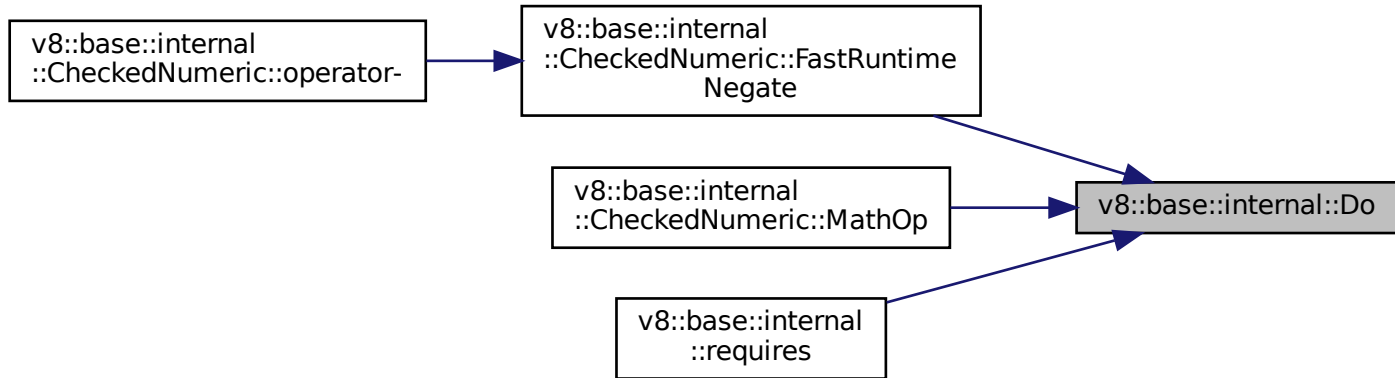 v8::base::internal
::CheckedNumeric::operator-
v8::base::internal
::CheckedNumeric::FastRuntime
Negate
v8::base::internal
::CheckedNumeric::MathOp
v8::base::internal
::requires
v8::base::internal::Do